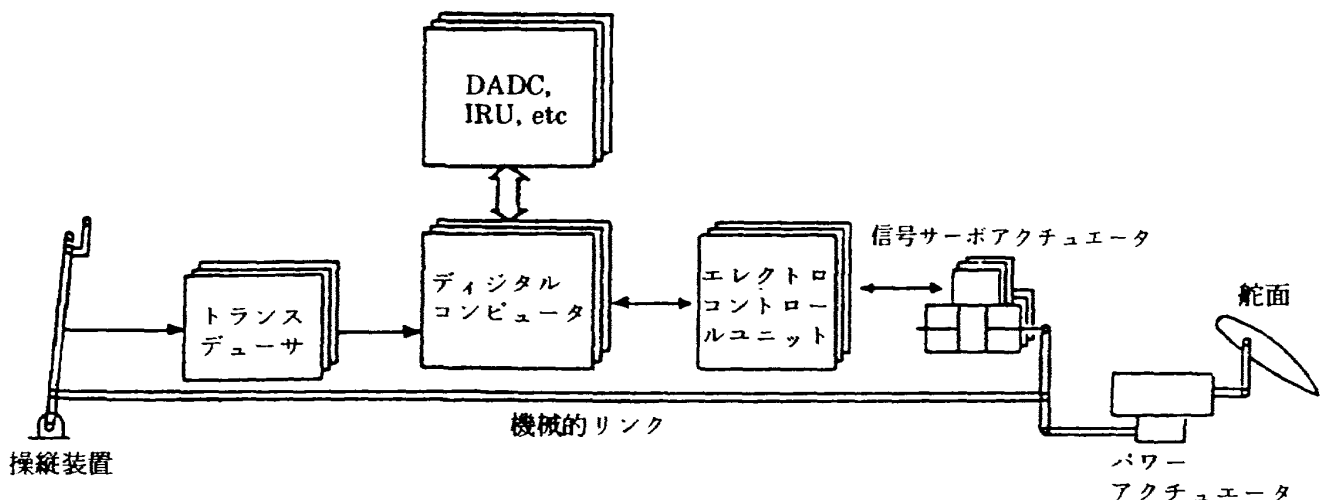 DADC,
IRU, etc
信号サーボアクチュエータ
トランス
デューサ
ディジタル
コンピュータ
エレクトロ
コントロー
ルユニット
舵面
機械的リンク
操縦装置
パワー
アクチュエータ